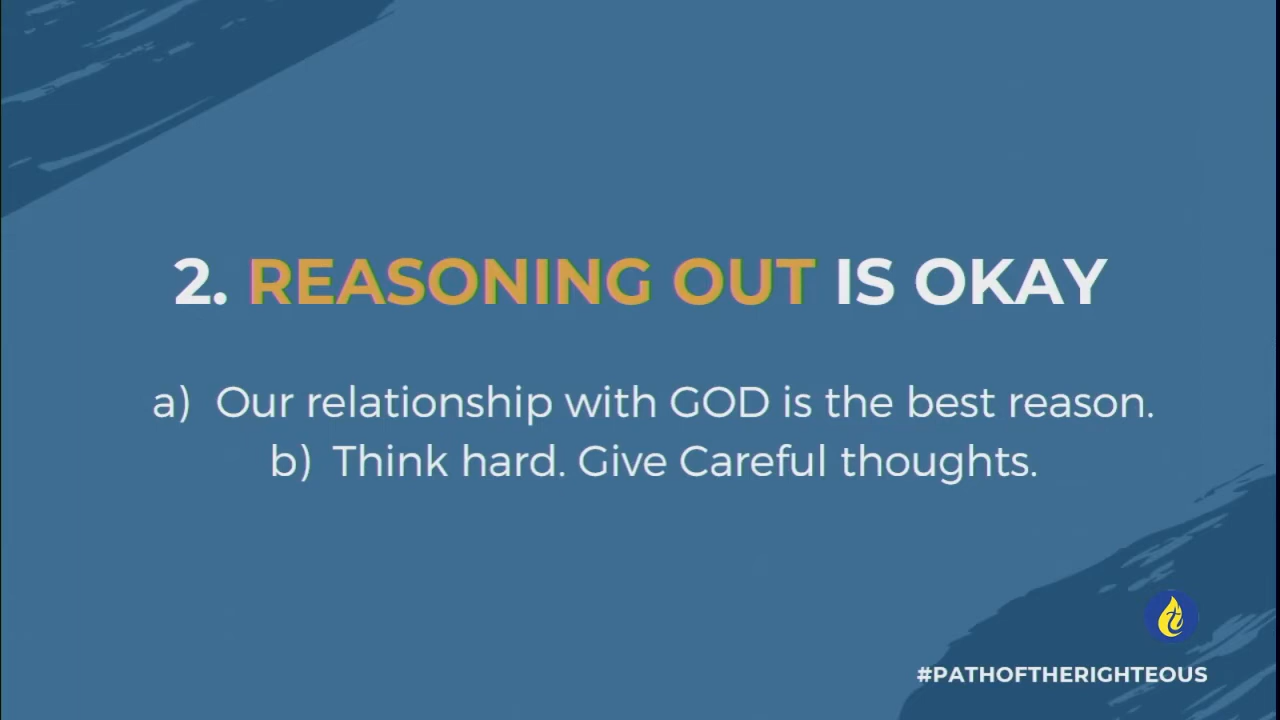 2. REASONING OUT IS OKAY
a) Our relationship with GOD is the best reason.
b) Think hard. Give Careful thoughts.
#PATHOFTHERIGHTEOUS